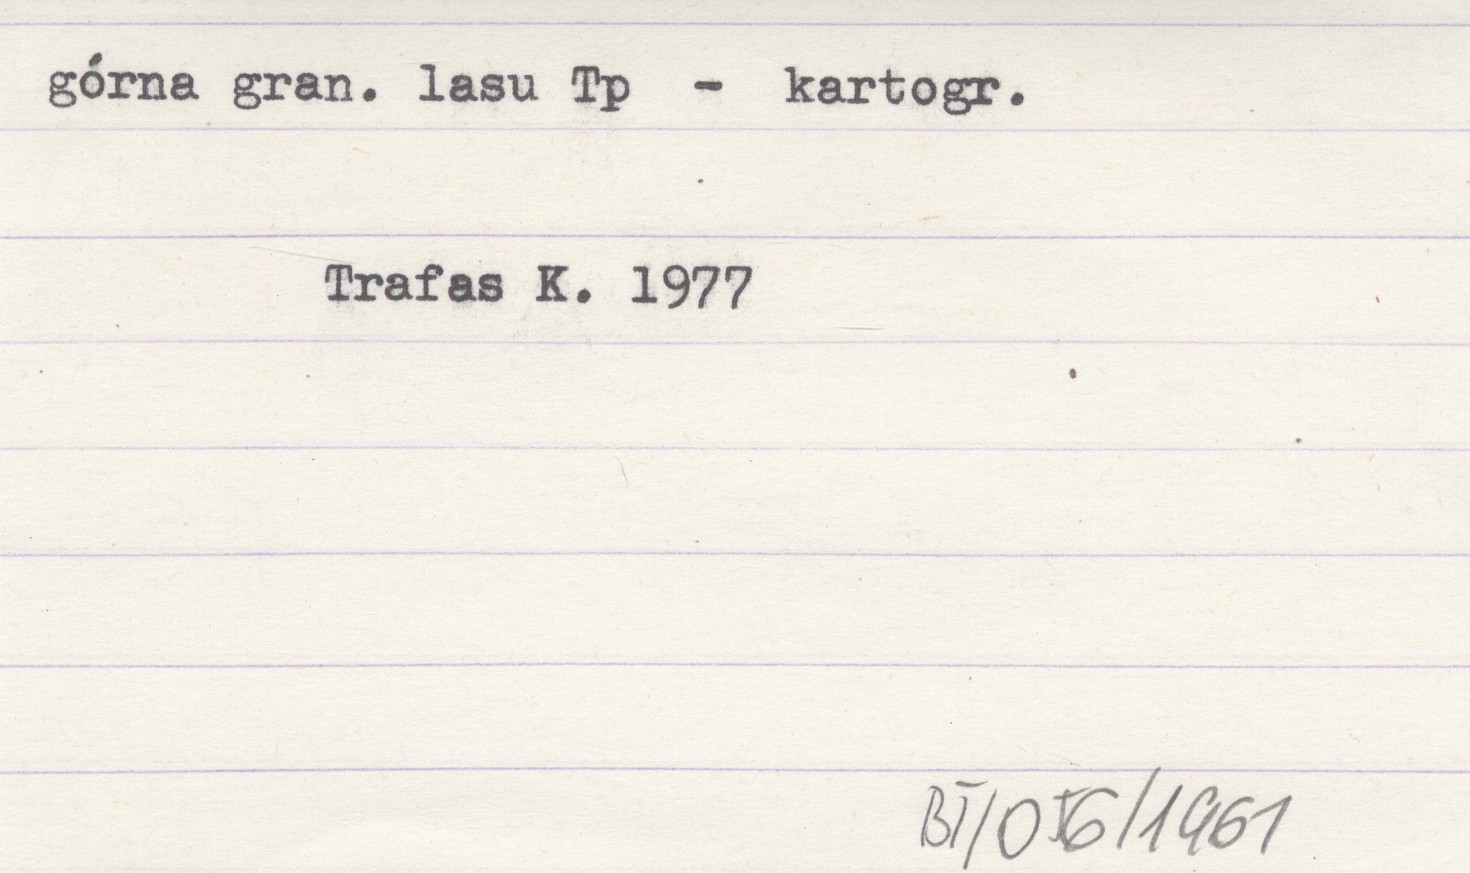 górna gran. lasu Tp - kartogr.
Trafas K. 1977
BT/056/1961